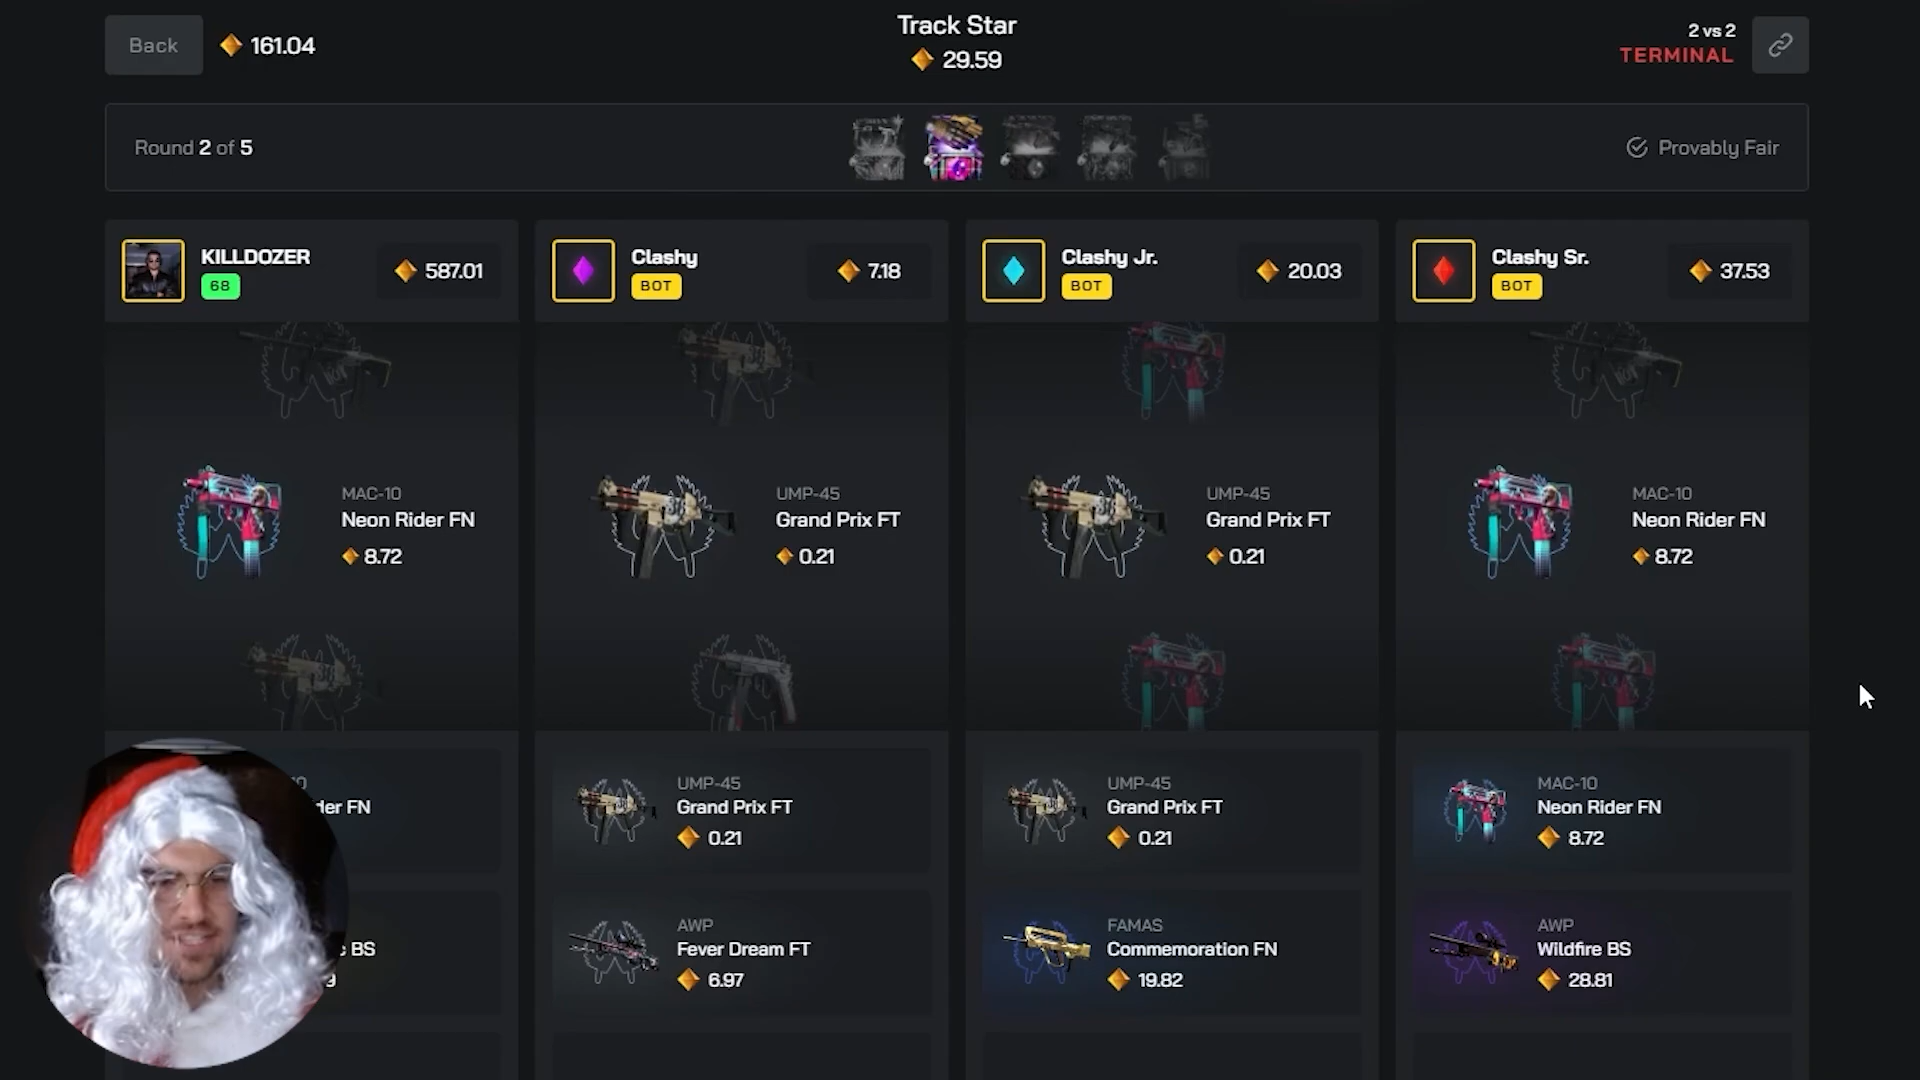 Back
161.04
Track Star
29.59
2 vs 2
TERMINAL
Round 2 of 5
Provably Fair
KILLDOZER
68
587.01
Clashy
BOT
7.18
Clashy Jr.
BOT
20.03
Clashy Sr.
BOT
37.53
MAC-10
Neon Rider FN
8.72
UMP-45
Grand Prix FT
0.21
UMP-45
Grand Prix FT
0.21
MAC-10
Neon Rider FN
8.72
FN
UMP-45
Grand Prix FT
0.21
UMP-45
Grand Prix FT
0.21
MAC-10
Neon Rider FN
8.72
BS
AWP
Fever Dream FT
6.97
FAMAS
Commemoration FN
19.82
AWP
Wildfire BS
28.81